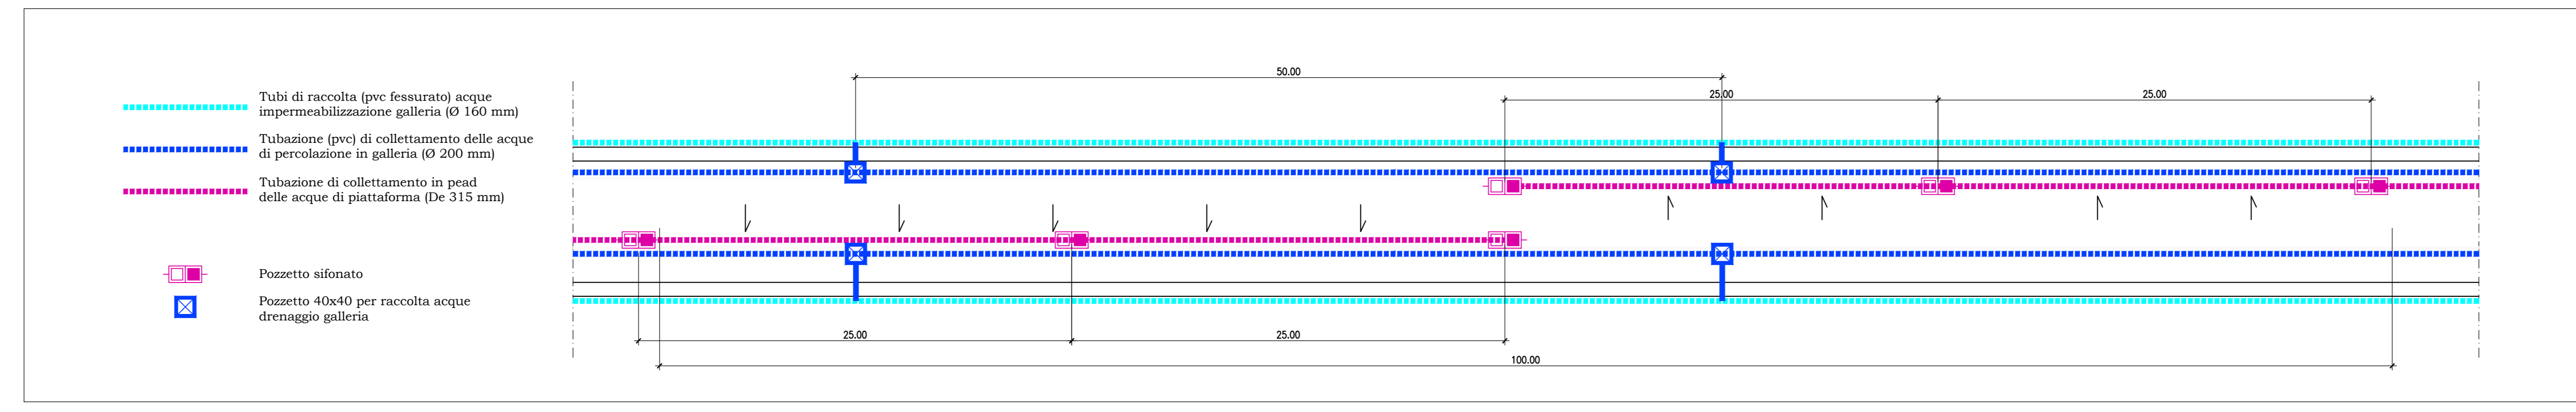 Tubi di raccolta (pvc fessurato) acque
impermeabilizzazione galleria (Ø 160 mm)
Tubazione (pvc) di collettamento delle acque
di percolazione in galleria (Ø 200 mm)
Tubazione di collettamento in pead
delle acque di piattaforma (De 315 mm)
Pozzetto sifonato
Pozzetto 40x40 per raccolta acque
drenaggio galleria
50.00
25.00
25.00
25.00
25.00
100.00